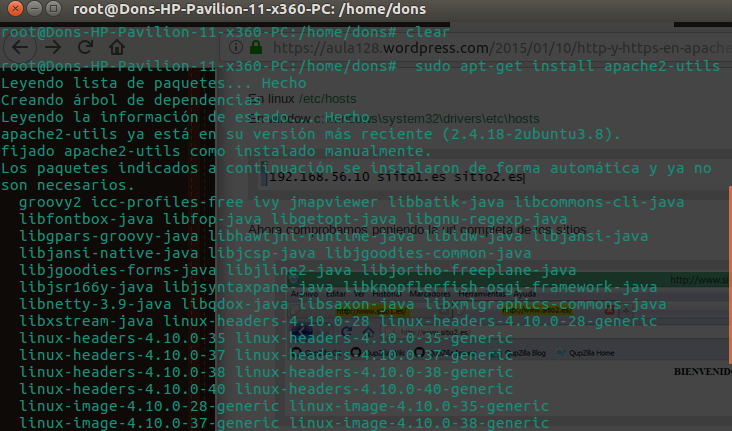 root@Dons-HP-Pavilion-11-x360-PC: /home/dons
root@Dons-HP-Pavilion-11-x360-PC:/home/dons# clear
https://aula128.wordpress.com/2015/01/10/http-y-https-en-apache
root@Dons-HP-Pavilion-11-x360-PC:/home/dons#  sudo apt-get install apache2-utils
Leyendo lista de paquetes... Hecho
En linux /etc/hosts
Creando árbol de dependencias
Leyendo la información de estado... Hecho
system32\drivers\etc\hosts
apache2-utils ya está en su versión más reciente (2.4.18-2ubuntu3.8).
fijado apache2-utils como instalado manualmente.
Los paquetes indicados a continuación se instalaron de forma automática y ya no
son necesarios.
192.168.56.10 siito1.es sitio2.es
  groovy2 icc-profiles-free ivy jmapviewer libbatik-java libcommons-cli-java
  libfontbox-java libfop-java libgetopt-java libgnu-regexp-java
Ahora comprobamos poniendo la url completa de los sitios
  libgpars-groovy-java libhawtjni-runtime-java libidw-java libjansi-java
  libjansi-native-java libjcsp-java libjgoodies-common-java
  libjgoodies-forms-java libjline2-java libjortho-freeplane-java
http://www.si
  libjsr166y-java libjsyntaxpane-java libknopflerfish-osgi-framework-java
Archivo Editar Ver Historial Marcadores Herramientas Ayuda
  libnetty-3.9-java libqdox-java libsaxon-java libxmlgraphics-commons-java
  libxstream-java linux-headers-4.10.0-28 linux-headers-4.10.0-28-generic
  linux-headers-4.10.0-35 linux-headers-4.10.0-35-generic
  linux-headers-4.10.0-37 linux-headers-4.10.0-37-generic
QupZilla Blog QupZilla Home
  linux-headers-4.10.0-38 linux-headers-4.10.0-38-generic
BIENVENIDO
  linux-headers-4.10.0-40 linux-headers-4.10.0-40-generic
  linux-image-4.10.0-28-generic linux-image-4.10.0-35-generic
  linux-image-4.10.0-37-generic linux-image-4.10.0-38-generic